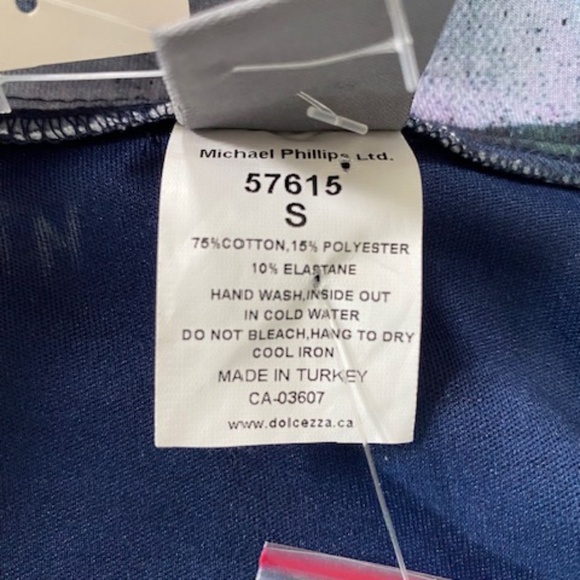 Michael Phillips Ltd.
57615
S
75%COTTON,15% POLYESTER
10% ELASTANE
HAND WASH,INSIDE OUT
IN COLD WATER
DO NOT BLEACH,HANG TO DRY
COOL IRON
MADE IN TURKEY
CA-03607
www.dolcezza.ca